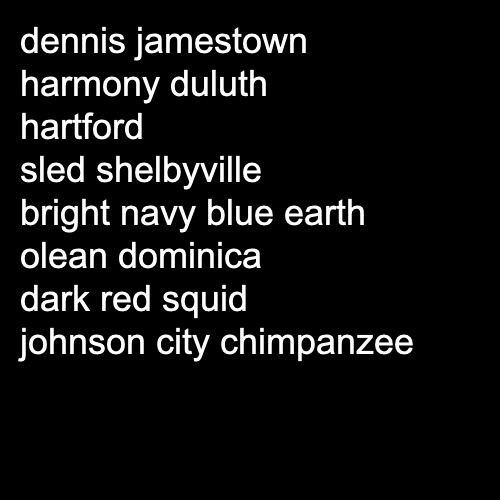 dennis jamestown
harmony duluth
hartford
sled shelbyville
bright navy blue earth
olean dominica
dark red squid
johnson city chimpanzee